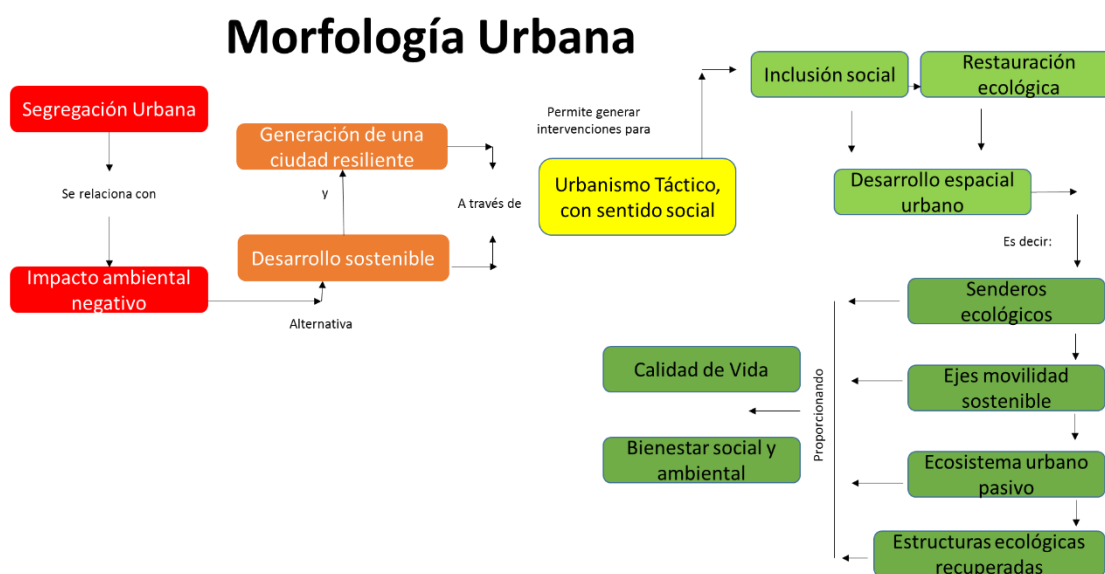 Morfología Urbana
Segregación Urbana
Se relaciona con
Impacto ambiental
negativo
Alternativa
Desarrollo sostenible
y
Generación de una
ciudad resiliente
A través de
Urbanismo Táctico,
con sentido social
Permite generar
intervenciones para
Inclusión social
Restauración
ecológica
Desarrollo espacial
urbano
Es decir:
Senderos
ecológicos
Ejes movilidad
sostenible
Ecosistema urbano
pasivo
Estructuras ecológicas
recuperadas
Proporcionando
Calidad de Vida
Bienestar social y
ambiental